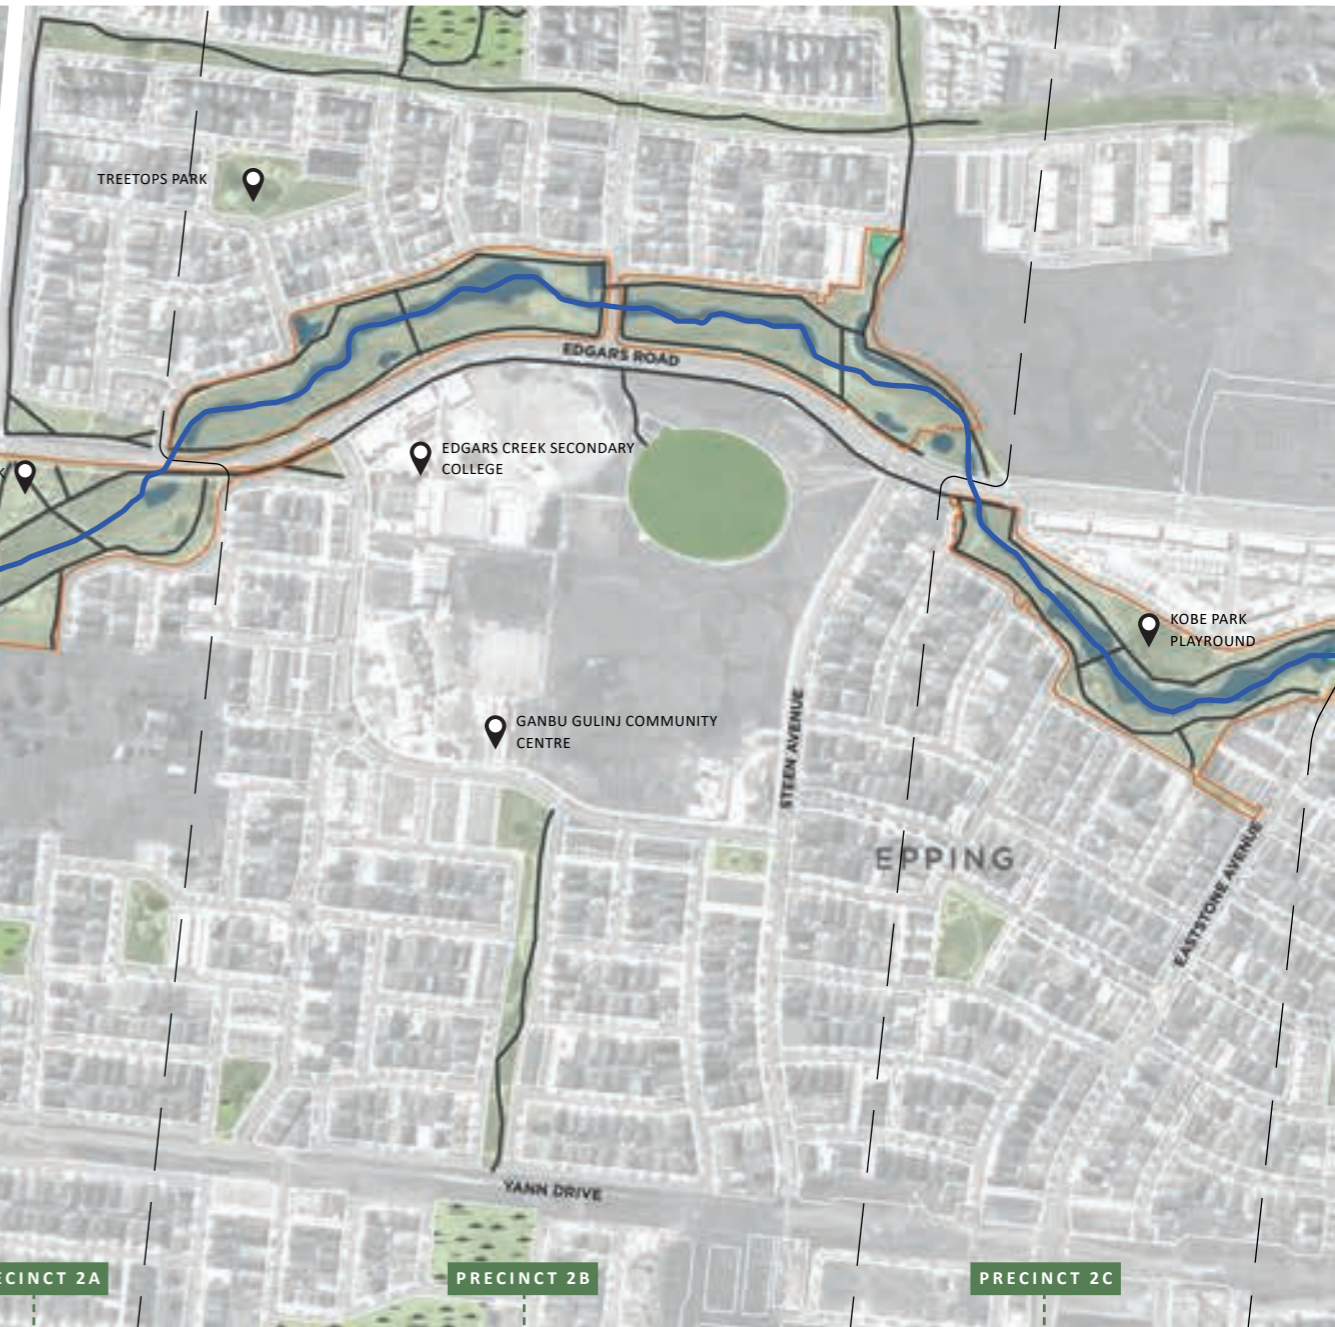 TREETOPS PARK
EDGARS ROAD
EDGARS CREEK SECONDARY
COLLEGE
K
KOBE PARK
PLAYROUND
GANBU GULINJ COMMUNITY
CENTRE
STEEN AVENUE
EPPING
EASTSTONE AVENUE
YANN DRIVE
ECINCT 2A
PRECINCT 2B
PRECINCT 2C